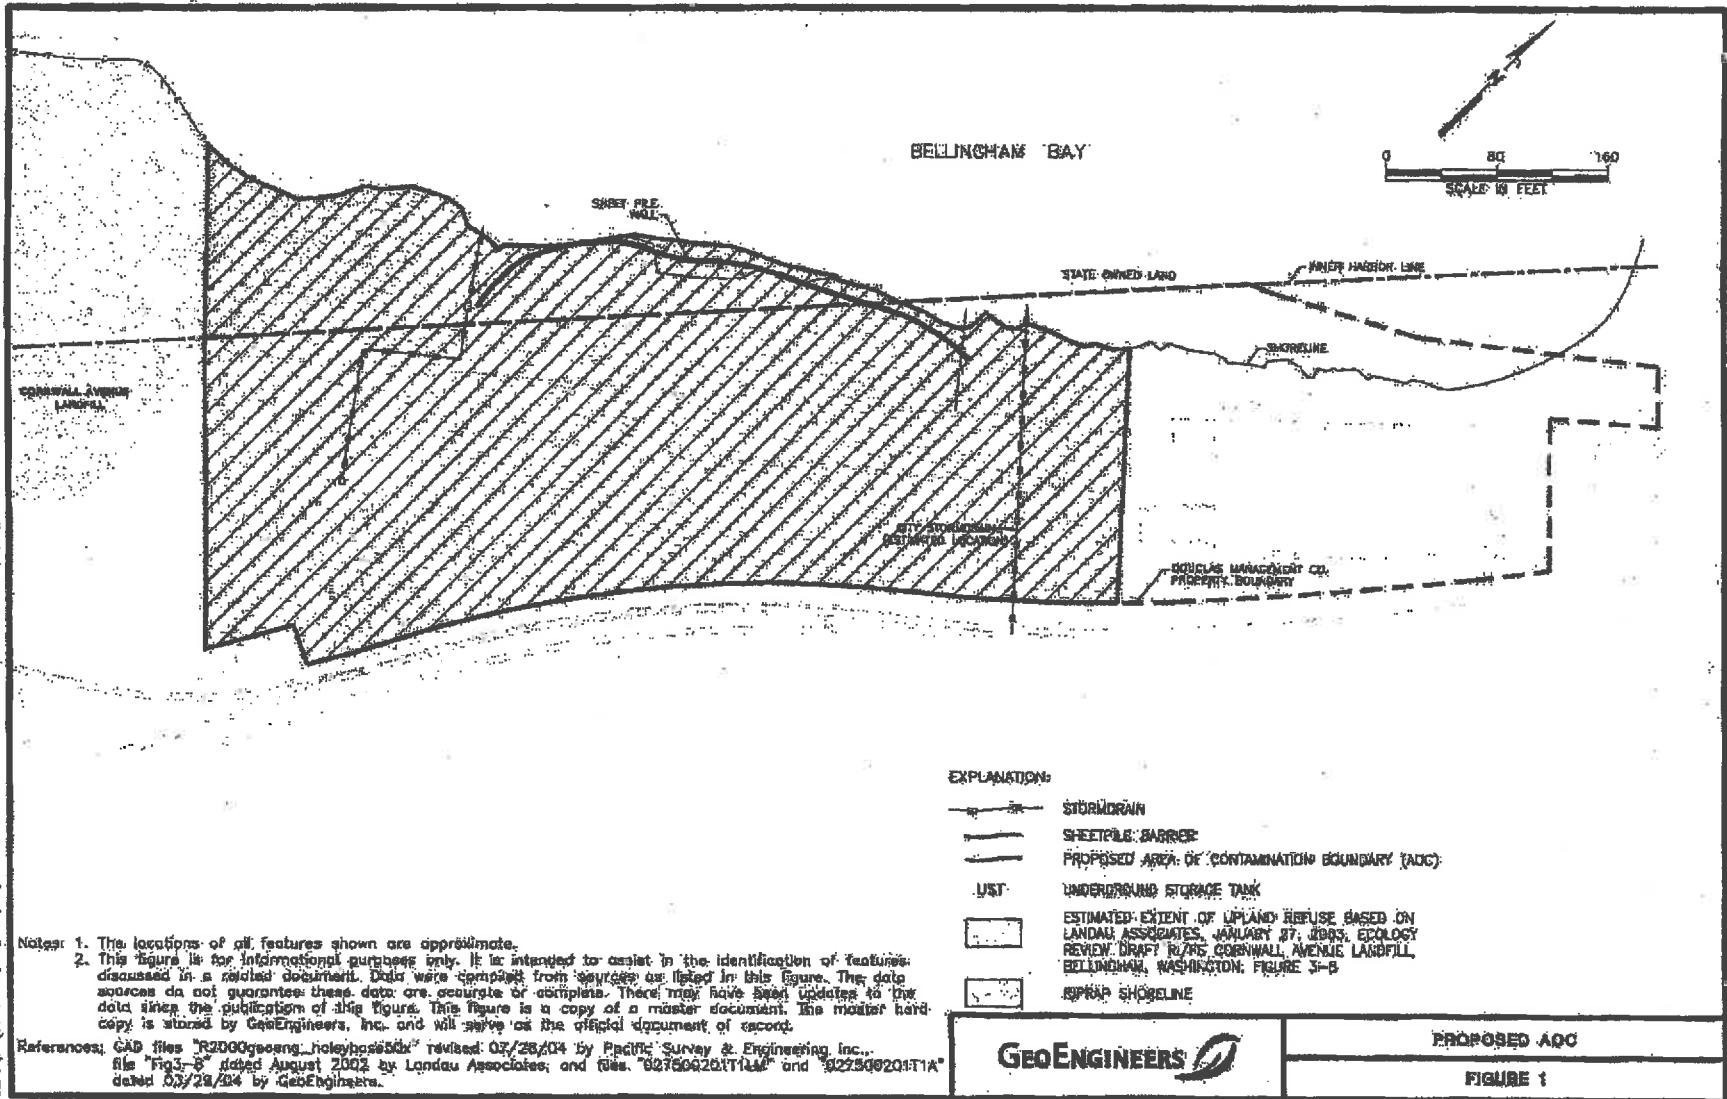 N
BELLINGHAM BAY
0 80 160
SCALE IN FEET
SHEET PILE
WALL
STATE OWNED LAND
INNER HARBOR LINE
SHORELINE
CORNWALL AVENUE
LANDFILL
CITY STORMDRAIN
(ESTIMATED LOCATION)
DOUGLAS MANAGEMENT CO.
PROPERTY BOUNDARY
EXPLANATION:
STORMDRAIN
SHEETPILE BARRIER
PROPOSED AREA OF CONTAMINATION BOUNDARY (AOC)
UST UNDERGROUND STORAGE TANK
ESTIMATED EXTENT OF UPLAND REFUSE BASED ON
LANDAU ASSOCIATES, JANUARY 27, 2003, ECOLOGY
REVIEW DRAFT RI/FS CORNWALL AVENUE LANDFILL,
BELLINGHAM, WASHINGTON: FIGURE 3-8
RIPRAP SHORELINE
Notes: 1. The locations of all features shown are approximate.
2. This figure is for informational purposes only. It is intended to assist in the identification of features
discussed in a related document. Data were compiled from sources as listed in this figure. The data
sources do not guarantee these data are accurate or complete. There may have been updates to the
data since the publication of this figure. This figure is a copy of a master document. The master hard
copy is stored by GeoEngineers, Inc. and will serve as the official document of record.
References: CAD files revised 07/28/04 by Pacific Survey & Engineering Inc.,
file "Fig3-8" dated August 2002 by Landau Associates, and files and "027500201T1A"
dated 03/29/04 by GeoEngineers.
GEOENGINEERS
PROPOSED AOC
FIGURE 1